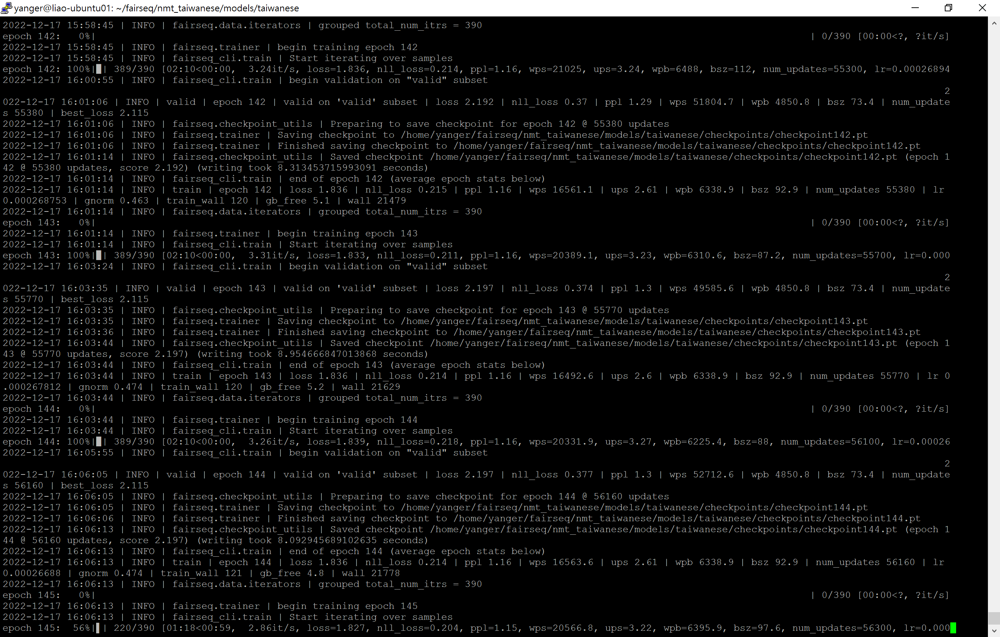 yanger@liao-ubuntu01: ~/fairseq/nmt_taiwanese/models/taiwanese
2022-12-17 15:58:45 | INFO | fairseq.data.iterators | grouped total_num_itrs = 390
epoch 142:   0%|                                                                                                                          | 0/390 [00:00<?, ?it/s]
2022-12-17 15:58:45 | INFO | fairseq.trainer | begin training epoch 142
2022-12-17 15:58:45 | INFO | fairseq_cli.train | Start iterating over samples
epoch 142: 100%|█| 389/390 [02:10<00:00,  3.24it/s, loss=1.836, nll_loss=0.214, ppl=1.16, wps=21025, ups=3.24, wpb=6488, bsz=112, num_updates=55300, lr=0.00026894
2022-12-17 16:00:55 | INFO | fairseq_cli.train | begin validation on "valid" subset
2
022-12-17 16:01:06 | INFO | valid | epoch 142 | valid on 'valid' subset | loss 2.192 | nll_loss 0.37 | ppl 1.29 | wps 51804.7 | wpb 4850.8 | bsz 73.4 | num_update
s 55380 | best_loss 2.115
2022-12-17 16:01:06 | INFO | fairseq.checkpoint_utils | Preparing to save checkpoint for epoch 142 @ 55380 updates
2022-12-17 16:01:06 | INFO | fairseq.trainer | Saving checkpoint to /home/yanger/fairseq/nmt_taiwanese/models/taiwanese/checkpoints/checkpoint142.pt
2022-12-17 16:01:06 | INFO | fairseq.trainer | Finished saving checkpoint to /home/yanger/fairseq/nmt_taiwanese/models/taiwanese/checkpoints/checkpoint142.pt
2022-12-17 16:01:14 | INFO | fairseq.checkpoint_utils | Saved checkpoint /home/yanger/fairseq/nmt_taiwanese/models/taiwanese/checkpoints/checkpoint142.pt (epoch 1
42 @ 55380 updates, score 2.192) (writing took 8.313453715993091 seconds)
2022-12-17 16:01:14 | INFO | fairseq_cli.train | end of epoch 142 (average epoch stats below)
2022-12-17 16:01:14 | INFO | train | epoch 142 | loss 1.836 | nll_loss 0.215 | ppl 1.16 | wps 16561.1 | ups 2.61 | wpb 6338.9 | bsz 92.9 | num_updates 55380 | lr
0.000268753 | gnorm 0.463 | train_wall 120 | gb_free 5.1 | wall 21479
2022-12-17 16:01:14 | INFO | fairseq.data.iterators | grouped total_num_itrs = 390
epoch 143:   0%|                                                                                                                          | 0/390 [00:00<?, ?it/s]
2022-12-17 16:01:14 | INFO | fairseq.trainer | begin training epoch 143
2022-12-17 16:01:14 | INFO | fairseq_cli.train | Start iterating over samples
epoch 143: 100%|█| 389/390 [02:10<00:00,  3.31it/s, loss=1.833, nll_loss=0.211, ppl=1.16, wps=20389.1, ups=3.23, wpb=6310.6, bsz=87.2, num_updates=55700, lr=0.000
2022-12-17 16:03:24 | INFO | fairseq_cli.train | begin validation on "valid" subset
2
022-12-17 16:03:35 | INFO | valid | epoch 143 | valid on 'valid' subset | loss 2.197 | nll_loss 0.374 | ppl 1.3 | wps 49585.6 | wpb 4850.8 | bsz 73.4 | num_update
s 55770 | best_loss 2.115
2022-12-17 16:03:35 | INFO | fairseq.checkpoint_utils | Preparing to save checkpoint for epoch 143 @ 55770 updates
2022-12-17 16:03:35 | INFO | fairseq.trainer | Saving checkpoint to /home/yanger/fairseq/nmt_taiwanese/models/taiwanese/checkpoints/checkpoint143.pt
2022-12-17 16:03:36 | INFO | fairseq.trainer | Finished saving checkpoint to /home/yanger/fairseq/nmt_taiwanese/models/taiwanese/checkpoints/checkpoint143.pt
2022-12-17 16:03:44 | INFO | fairseq.checkpoint_utils | Saved checkpoint /home/yanger/fairseq/nmt_taiwanese/models/taiwanese/checkpoints/checkpoint143.pt (epoch 1
43 @ 55770 updates, score 2.197) (writing took 8.954666847013868 seconds)
2022-12-17 16:03:44 | INFO | fairseq_cli.train | end of epoch 143 (average epoch stats below)
2022-12-17 16:03:44 | INFO | train | epoch 143 | loss 1.836 | nll_loss 0.214 | ppl 1.16 | wps 16492.6 | ups 2.6 | wpb 6338.9 | bsz 92.9 | num_updates 55770 | lr 0
.000267812 | gnorm 0.474 | train_wall 120 | gb_free 5.2 | wall 21629
2022-12-17 16:03:44 | INFO | fairseq.data.iterators | grouped total_num_itrs = 390
epoch 144:   0%|                                                                                                                          | 0/390 [00:00<?, ?it/s]
2022-12-17 16:03:44 | INFO | fairseq.trainer | begin training epoch 144
2022-12-17 16:03:44 | INFO | fairseq_cli.train | Start iterating over samples
epoch 144: 100%|█| 389/390 [02:10<00:00,  3.26it/s, loss=1.839, nll_loss=0.218, ppl=1.16, wps=20331.9, ups=3.27, wpb=6225.4, bsz=88, num_updates=56100, lr=0.00026
2022-12-17 16:05:55 | INFO | fairseq_cli.train | begin validation on "valid" subset
2
022-12-17 16:06:05 | INFO | valid | epoch 144 | valid on 'valid' subset | loss 2.197 | nll_loss 0.377 | ppl 1.3 | wps 52712.6 | wpb 4850.8 | bsz 73.4 | num_update
s 56160 | best_loss 2.115
2022-12-17 16:06:05 | INFO | fairseq.checkpoint_utils | Preparing to save checkpoint for epoch 144 @ 56160 updates
2022-12-17 16:06:05 | INFO | fairseq.trainer | Saving checkpoint to /home/yanger/fairseq/nmt_taiwanese/models/taiwanese/checkpoints/checkpoint144.pt
2022-12-17 16:06:06 | INFO | fairseq.trainer | Finished saving checkpoint to /home/yanger/fairseq/nmt_taiwanese/models/taiwanese/checkpoints/checkpoint144.pt
2022-12-17 16:06:13 | INFO | fairseq.checkpoint_utils | Saved checkpoint /home/yanger/fairseq/nmt_taiwanese/models/taiwanese/checkpoints/checkpoint144.pt (epoch 1
44 @ 56160 updates, score 2.197) (writing took 8.092945689102635 seconds)
2022-12-17 16:06:13 | INFO | fairseq_cli.train | end of epoch 144 (average epoch stats below)
2022-12-17 16:06:13 | INFO | train | epoch 144 | loss 1.836 | nll_loss 0.214 | ppl 1.16 | wps 16563.6 | ups 2.61 | wpb 6338.9 | bsz 92.9 | num_updates 56160 | lr
0.00026688 | gnorm 0.474 | train_wall 121 | gb_free 4.8 | wall 21778
2022-12-17 16:06:13 | INFO | fairseq.data.iterators | grouped total_num_itrs = 390
epoch 145:   0%|                                                                                                                          | 0/390 [00:00<?, ?it/s]
2022-12-17 16:06:13 | INFO | fairseq.trainer | begin training epoch 145
2022-12-17 16:06:13 | INFO | fairseq_cli.train | Start iterating over samples
epoch 145:  56%|▌| 220/390 [01:18<00:59,  2.86it/s, loss=1.827, nll_loss=0.204, ppl=1.15, wps=20566.8, ups=3.22, wpb=6395.9, bsz=97.6, num_updates=56300, lr=0.000